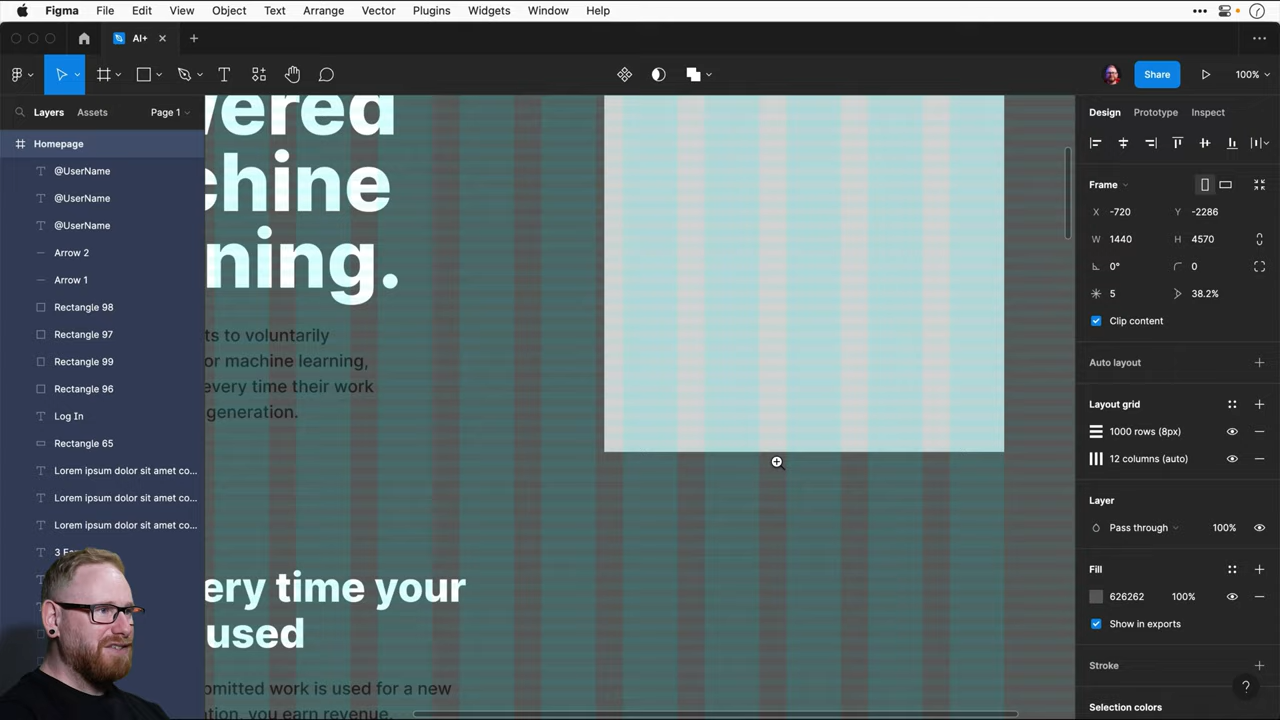 Figma File Edit View Object Text Arrange Vector Plugins Widgets Window Help
AI+
Share
100%
Layers Assets Page 1
Homepage
@UserName
@UserName
@UserName
Arrow 2
Arrow 1
Rectangle 98
Rectangle 97
Rectangle 99
Rectangle 96
Log In
Rectangle 65
Lorem ipsum dolor sit amet co...
Lorem ipsum dolor sit amet co...
Lorem ipsum dolor sit amet co...
wered
chine
ning.
ts to voluntarily
or machine learning,
every time their work
generation.
ery time your
used
bmitted work is used for a new
ation, you earn revenue.
Design Prototype Inspect
Frame
X -720 Y -2286
W 1440 H 4570
0° 0
5 38.2%
Clip content
Auto layout
Layout grid
1000 rows (8px)
12 columns (auto)
Layer
Pass through 100%
Fill
626262 100%
Show in exports
Stroke
Selection colors
?